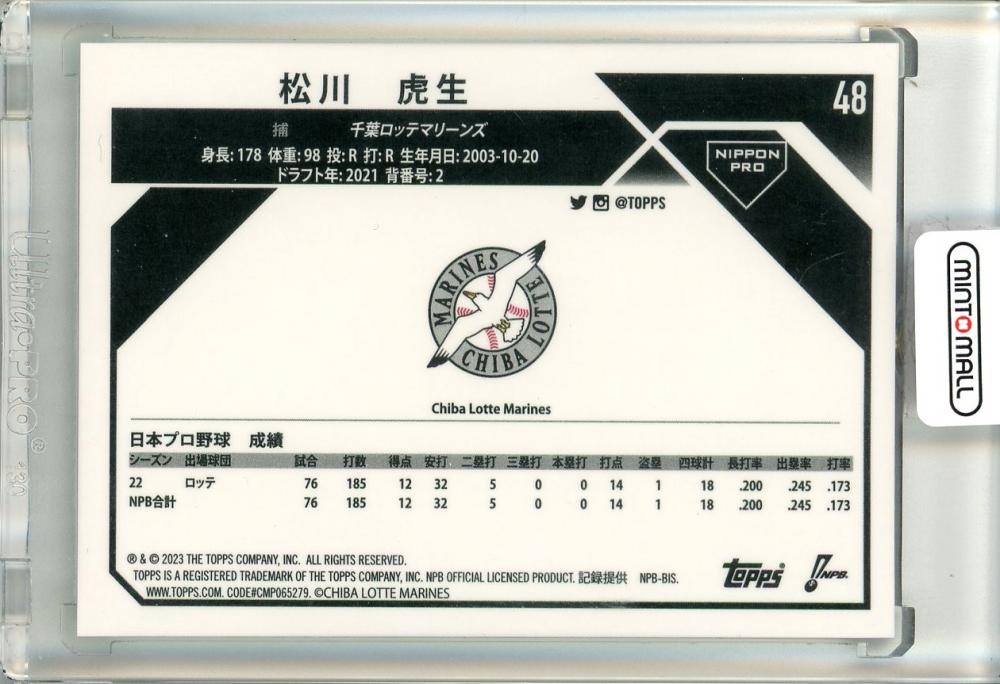 松川 虎生
48
捕 千葉ロッテマリーンズ
身長: 178 体重: 98 投: R 打: R 生年月日: 2003-10-20
ドラフト年: 2021 背番号: 2
NIPPON
PRO
@TOPPS
MARINES
LOTTE
CHIBA
Chiba Lotte Marines
日本プロ野球 成績
シーズン 出場球団 試合 打数 得点 安打 二塁打 三塁打 本塁打 打点 盗塁 四球計 長打率 出塁率 打率
22 ロッテ 76 185 12 32 5 0 0 14 1 18 .200 .245 .173
NPB合計 76 185 12 32 5 0 0 14 1 18 .200 .245 .173
® & © 2023 THE TOPPS COMPANY, INC. ALL RIGHTS RESERVED.
TOPPS IS A REGISTERED TRADEMARK OF THE TOPPS COMPANY, INC. NPB OFFICIAL LICENSED PRODUCT. 記録提供 NPB-BIS.
WWW.TOPPS.COM. CODE#CMP065279. ©CHIBA LOTTE MARINES
topps
NPB.
MINT MALL
UltraPRO®